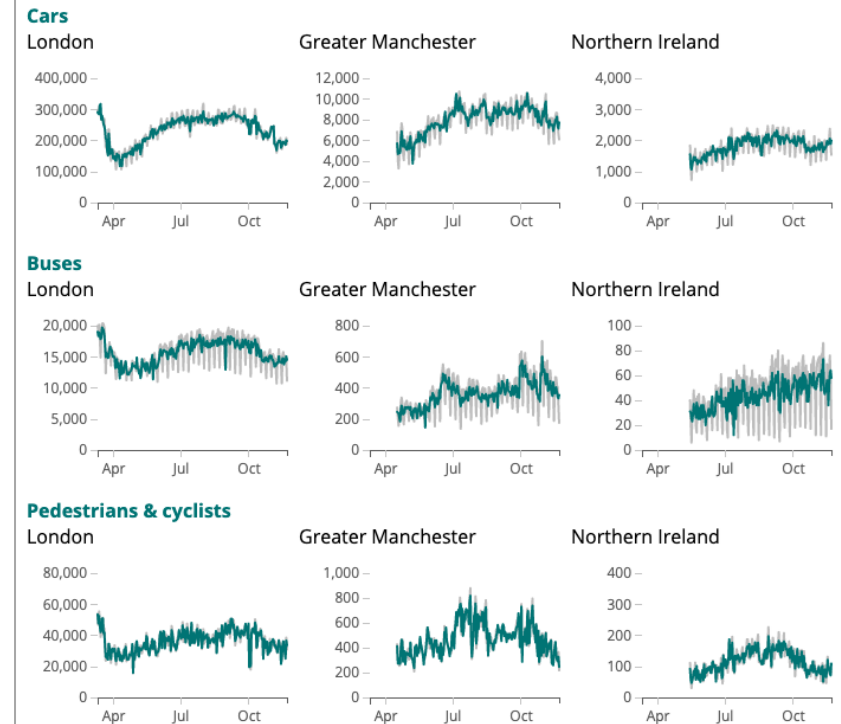 Cars
London Greater Manchester Northern Ireland
400,000 12,000 4,000
10,000
300,000 3,000
8,000
200,000 6,000 2,000
4,000
100,000 1,000
2,000
0 0 0
Apr Jul Oct Apr Jul Oct Apr Jul Oct
Buses
London Greater Manchester Northern Ireland
20,000 800 100
80
15,000 600
60
10,000 400
40
5,000 200
20
0 0 0
Apr Jul Oct Apr Jul Oct Apr Jul Oct
Pedestrians & cyclists
London Greater Manchester Northern Ireland
80,000 1,000 400
800
60,000 300
600
40,000 200
400
20,000 100
200
0 0 0
Apr Jul Oct Apr Jul Oct Apr Jul Oct